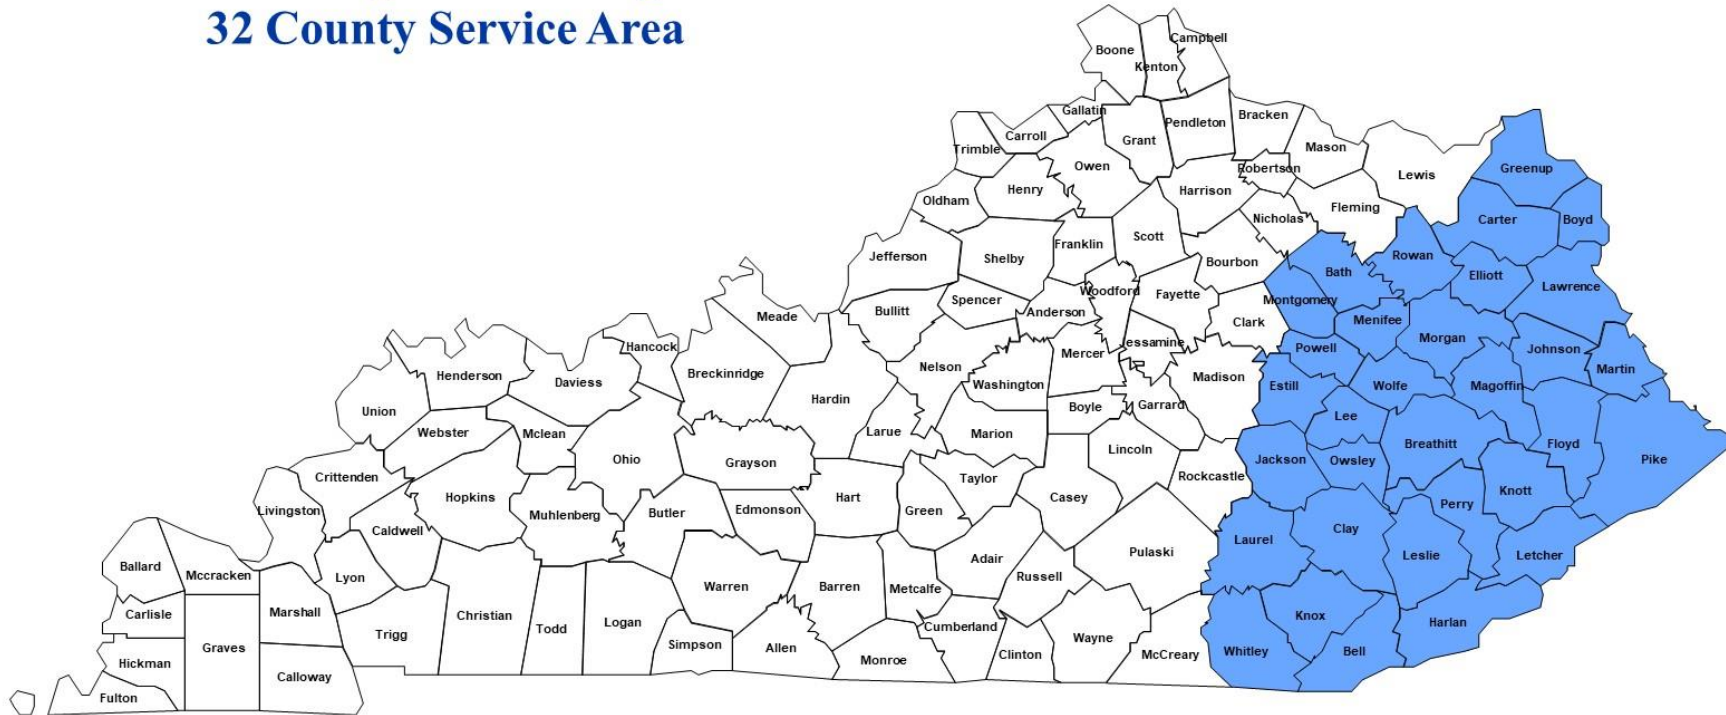 32 County Service Area
Boone
Campbell
Kenton
Gallatin
Carroll
Trimble
Grant
Pendleton
Bracken
Mason
Lewis
Greenup
Owen
Robertson
Henry
Harrison
Oldham
Fleming
Nicholas
Carter
Boyd
Franklin
Scott
Jefferson
Shelby
Bourbon
Rowan
Bath
Elliott
Lawrence
Woodford
Fayette
Montgomery
Spencer
Anderson
Bullitt
Meade
Clark
Menifee
Morgan
Hancock
Jessamine
Mercer
Powell
Johnson
Martin
Nelson
Breckinridge
Henderson
Daviess
Washington
Madison
Estill
Wolfe
Magoffin
Hardin
Union
Boyle
Garrard
Lee
Webster
Mclean
Larue
Marion
Lincoln
Breathitt
Floyd
Ohio
Grayson
Jackson
Owsley
Pike
Crittenden
Taylor
Rockcastle
Hopkins
Hart
Casey
Knott
Livingston
Muhlenberg
Butler
Edmonson
Green
Perry
Caldwell
Clay
Laurel
Pulaski
Leslie
Letcher
Ballard
Mccracken
Lyon
Adair
Russell
Warren
Barren
Metcalfe
Carlisle
Marshall
Christian
Todd
Logan
Knox
Harlan
Trigg
Cumberland
Wayne
Graves
Simpson
Allen
Monroe
Clinton
McCreary
Whitley
Bell
Hickman
Calloway
Fulton